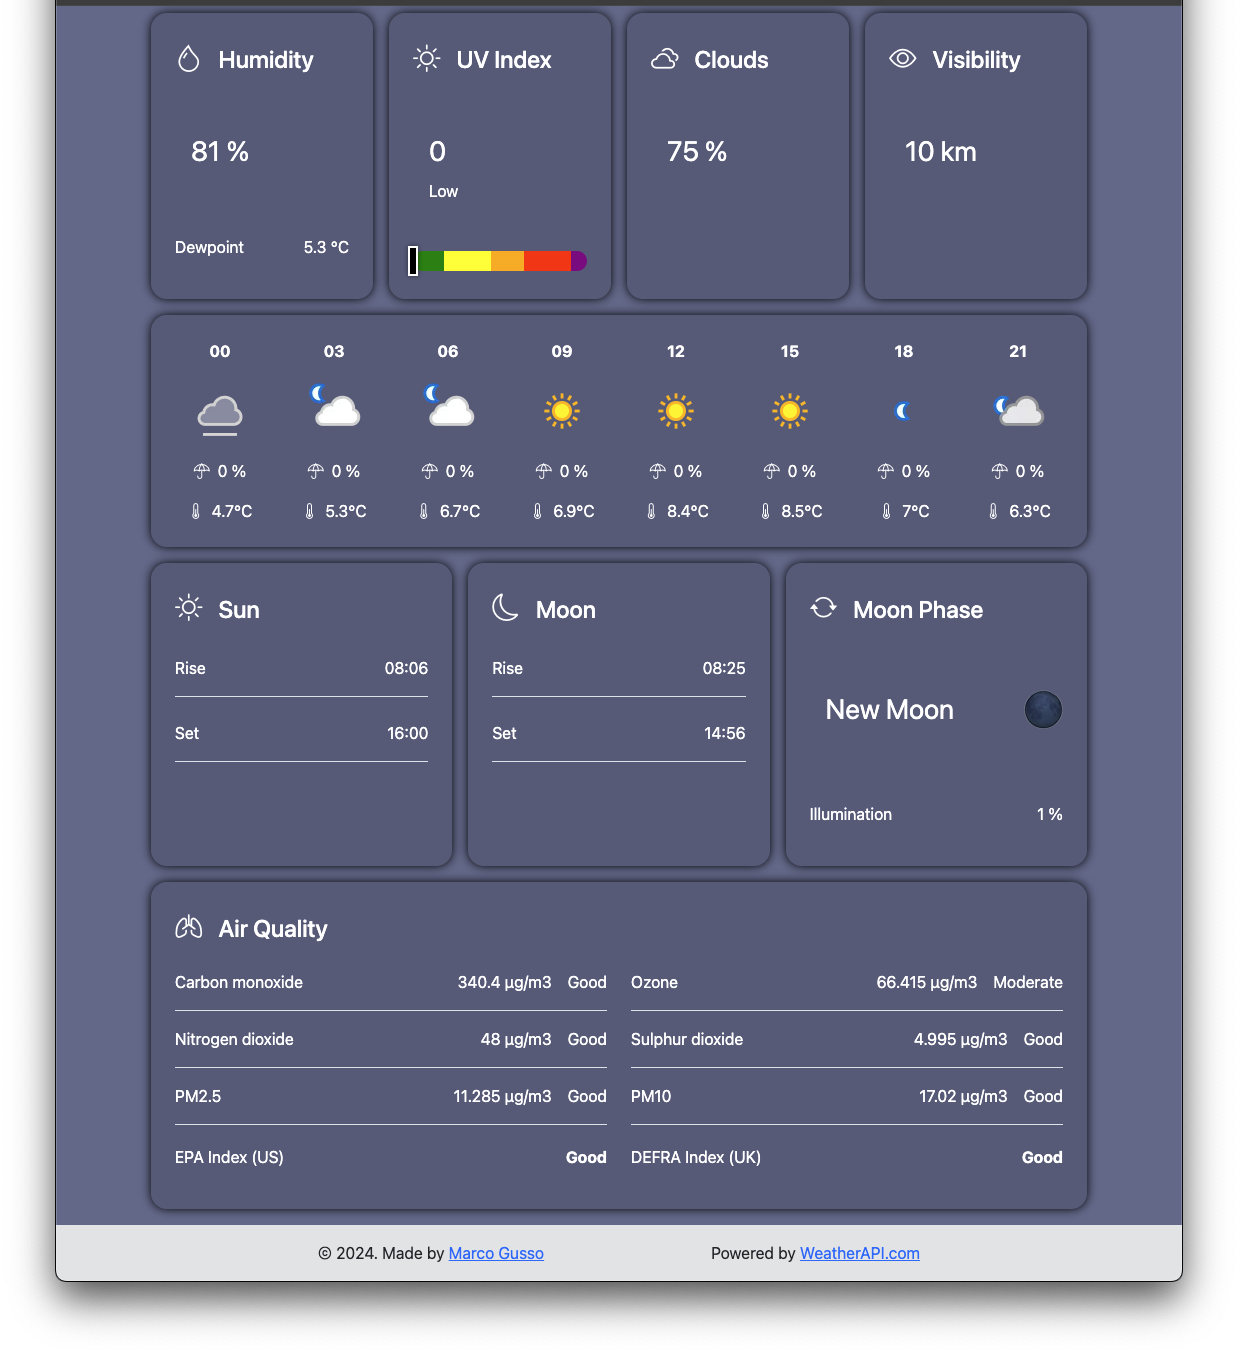 Humidity
81 %
Dewpoint 5.3 °C
UV Index
0
Low
Clouds
75 %
Visibility
10 km
00 03 06 09 12 15 18 21
0 % 0 % 0 % 0 % 0 % 0 % 0 % 0 %
4.7°C 5.3°C 6.7°C 6.9°C 8.4°C 8.5°C 7°C 6.3°C
Sun
Rise 08:06
Set 16:00
Moon
Rise 08:25
Set 14:56
Moon Phase
New Moon
Illumination 1 %
Air Quality
Carbon monoxide 340.4 µg/m3 Good
Ozone 66.415 µg/m3 Moderate
Nitrogen dioxide 48 µg/m3 Good
Sulphur dioxide 4.995 µg/m3 Good
PM2.5 11.285 µg/m3 Good
PM10 17.02 µg/m3 Good
EPA Index (US) Good
DEFRA Index (UK) Good
© 2024. Made by Marco Gusso
Powered by WeatherAPI.com